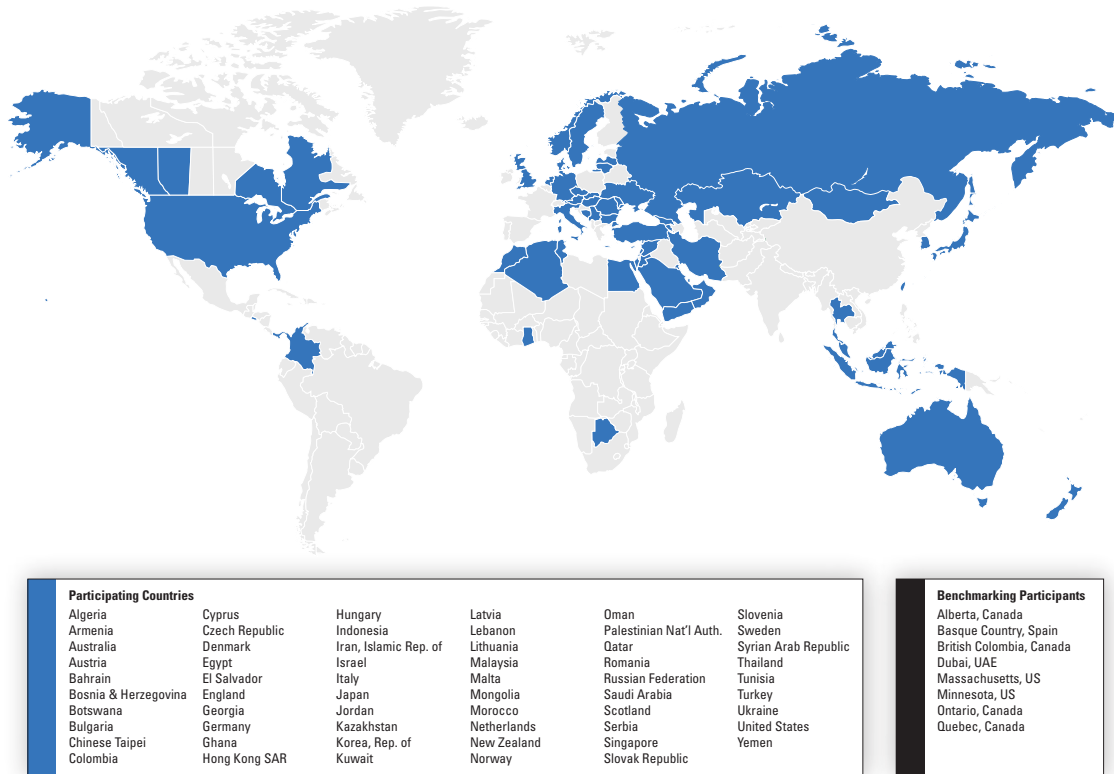 Participating Countries
Algeria
Armenia
Australia
Austria
Bahrain
Bosnia & Herzegovina
Botswana
Bulgaria
Chinese Taipei
Colombia
Cyprus
Czech Republic
Denmark
Egypt
El Salvador
England
Georgia
Germany
Ghana
Hong Kong SAR
Hungary
Indonesia
Iran, Islamic Rep. of
Israel
Italy
Japan
Jordan
Kazakhstan
Korea, Rep. of
Kuwait
Latvia
Lebanon
Lithuania
Malaysia
Malta
Mongolia
Morocco
Netherlands
New Zealand
Norway
Oman
Palestinian Nat'l Auth.
Qatar
Romania
Russian Federation
Saudi Arabia
Scotland
Serbia
Singapore
Slovak Republic
Slovenia
Sweden
Syrian Arab Republic
Thailand
Tunisia
Turkey
Ukraine
United States
Yemen
Benchmarking Participants
Alberta, Canada
Basque Country, Spain
British Colombia, Canada
Dubai, UAE
Massachusetts, US
Minnesota, US
Ontario, Canada
Quebec, Canada